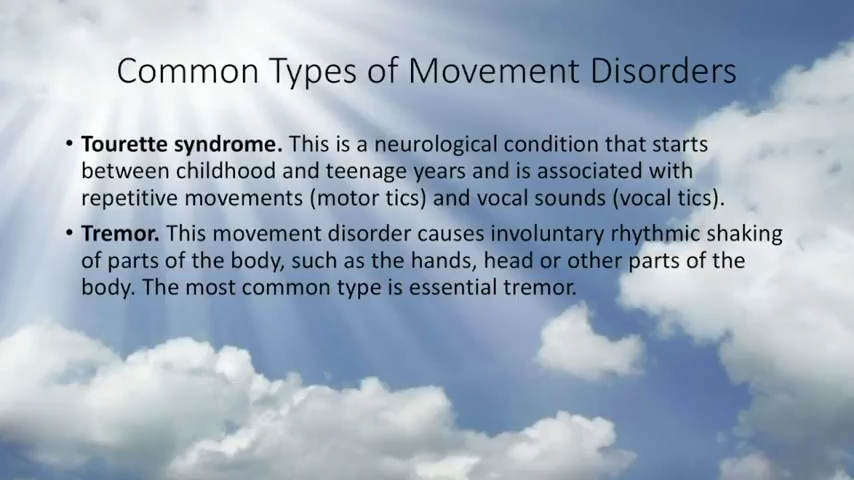 Common Types of Movement Disorders
• Tourette syndrome. This is a neurological condition that starts
between childhood and teenage years and is associated with
repetitive movements (motor tics) and vocal sounds (vocal tics).
• Tremor. This movement disorder causes involuntary rhythmic shaking
of parts of the body, such as the hands, head or other parts of the
body. The most common type is essential tremor.